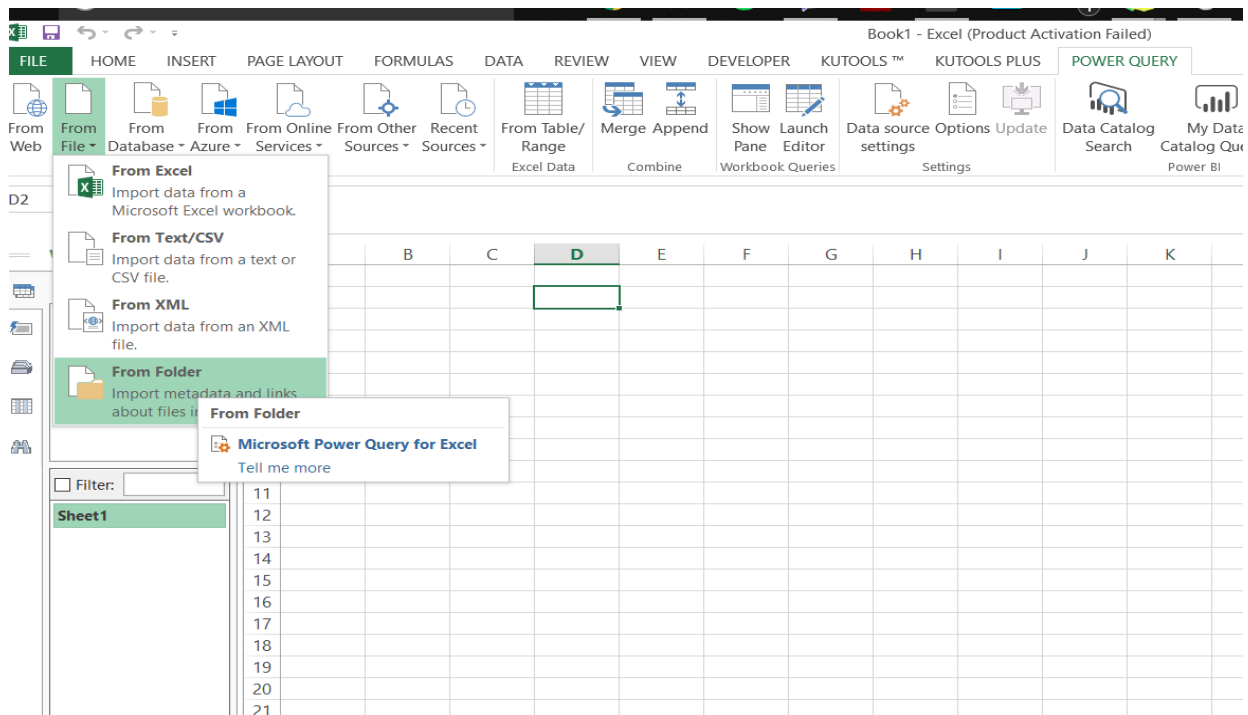 Book1 - Excel (Product Activation Failed)
FILE HOME INSERT PAGE LAYOUT FORMULAS DATA REVIEW VIEW DEVELOPER KUTOOLS ™ KUTOOLS PLUS POWER QUERY
From From From From From Online From Other Recent From Table/ Merge Append Show Launch Data source Options Update Data Catalog My Data
Web File Database Azure Services Sources Sources Range Pane Editor settings Search Catalog Que
Excel Data Combine Workbook Queries Settings Power BI
From Excel
Import data from a
Microsoft Excel workbook.
D2
From Text/CSV
Import data from a text or
CSV file.
B C D E F G H I J K
From XML
Import data from an XML
file.
From Folder
Import metadata and links
about files in
From Folder
Microsoft Power Query for Excel
Tell me more
Filter:
Sheet1
11
12
13
14
15
16
17
18
19
20
21